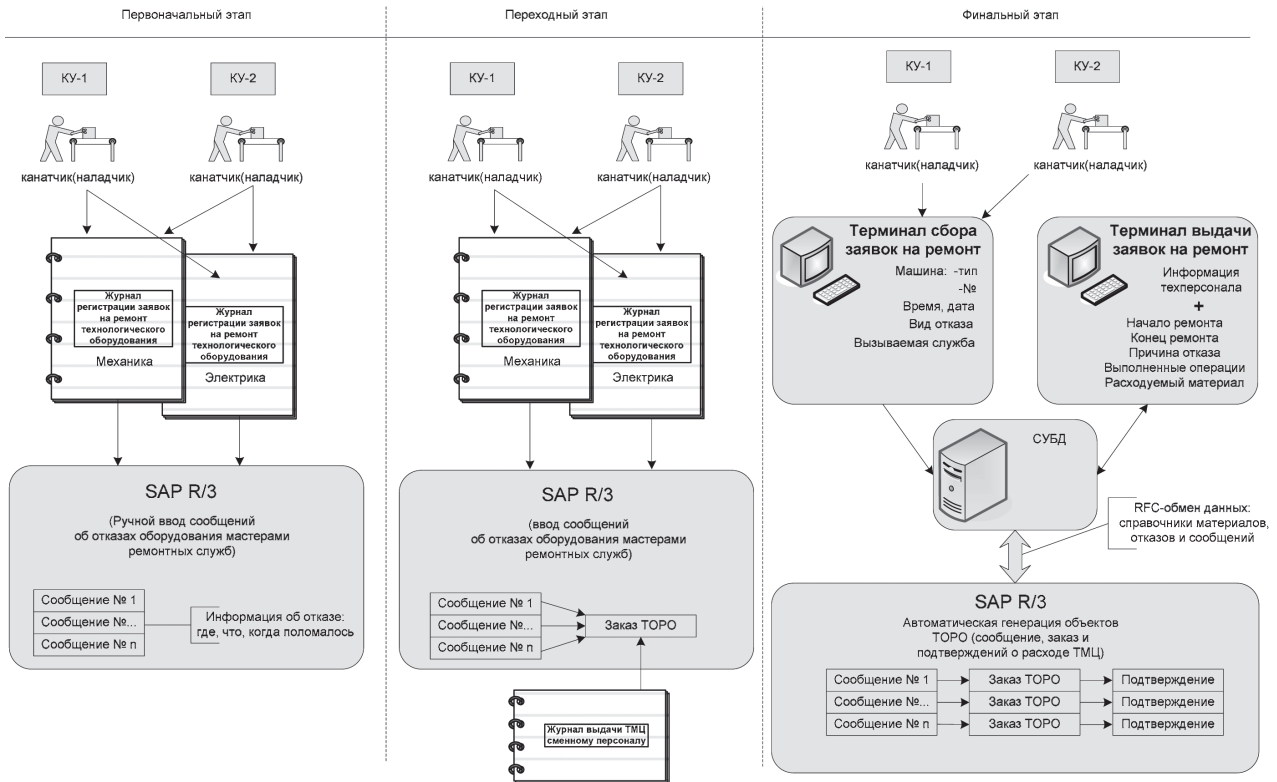 Первоначальный этап
Переходный этап
Финальный этап
КУ-1
КУ-2
канатчик(наладчик)
канатчик(наладчик)
Журнал
регистрации заявок
на ремонт
технологического
оборудования
Механика
Журнал
регистрации заявок
на ремонт
технологического
оборудования
Электрика
SAP R/3
(Ручной ввод сообщений
об отказах оборудования мастерами
ремонтных служб)
Сообщение № 1
Сообщение №...
Сообщение № n
Информация об отказе:
где, что, когда поломалось
КУ-1
КУ-2
канатчик(наладчик)
канатчик(наладчик)
Журнал
регистрации заявок
на ремонт
технологического
оборудования
Механика
Журнал
регистрации заявок
на ремонт
технологического
оборудования
Электрика
SAP R/3
(ввод сообщений
об отказах оборудования мастерами
ремонтных служб)
Сообщение № 1
Сообщение №...
Сообщение № n
Заказ ТОРО
Журнал выдачи ТМЦ
сменному персоналу
КУ-1
КУ-2
канатчик(наладчик)
канатчик(наладчик)
Терминал сбора
заявок на ремонт
Машина: -тип
-№
Время, дата
Вид отказа
Вызываемая служба
Терминал выдачи
заявок на ремонт
Информация
техперсонала
+
Начало ремонта
Конец ремонта
Причина отказа
Выполненные операции
Расходуемый материал
СУБД
RFC-обмен данных:
справочники материалов,
отказов и сообщений
SAP R/3
Автоматическая генерация объектов
ТОРО (сообщение, заказ и
подтверждений о расходе ТМЦ)
Сообщение № 1
Заказ ТОРО
Подтверждение
Сообщение №...
Заказ ТОРО
Подтверждение
Сообщение № n
Заказ ТОРО
Подтверждение